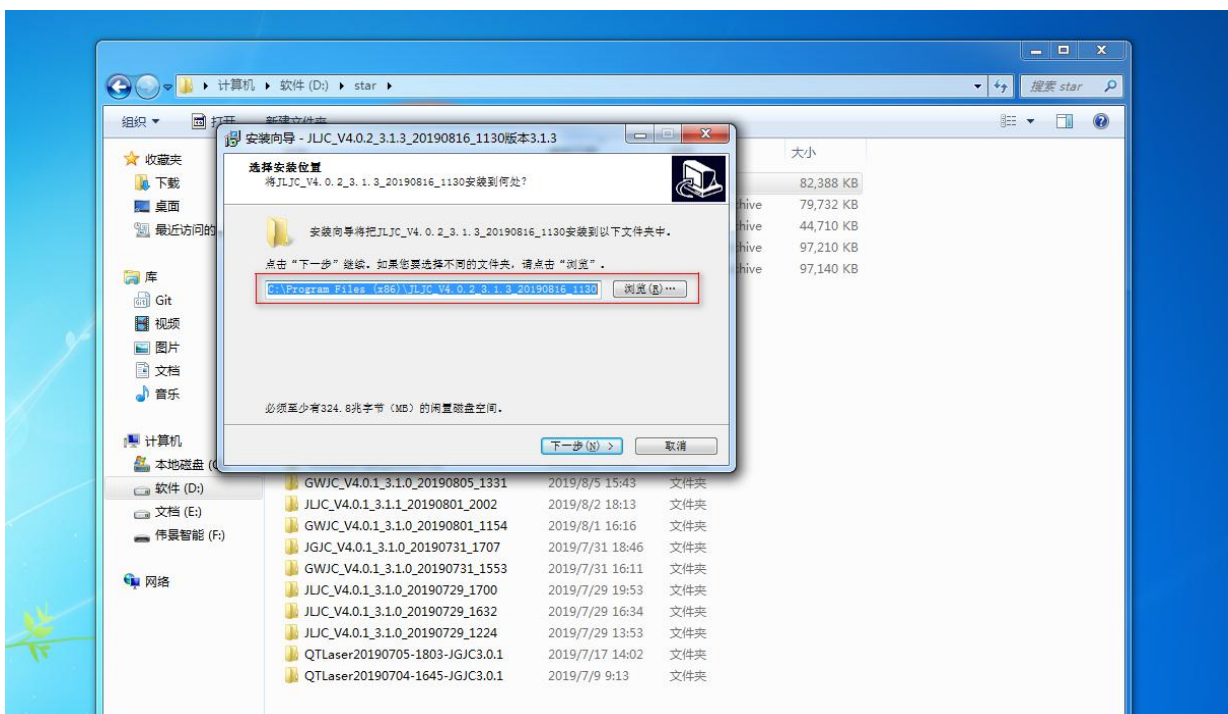 计算机 ▸ 软件 (D:) ▸ star ▸
搜索 star
组织 ▼ 打开 新建文件夹
安装向导 - JLJC_V4.0.2_3.1.3_20190816_1130版本3.1.3
选择安装位置
将JLJC_V4.0.2_3.1.3_20190816_1130安装到何处?
安装向导将把JLJC_V4.0.2_3.1.3_20190816_1130安装到以下文件夹中。
点击“下一步”继续。如果您要选择不同的文件夹,请点击“浏览”。
C:\Program Files (x86)\JLJC_V4.0.2_3.1.3_20190816_1130
浏览(R)...
必须至少有324.8兆字节(MB)的闲置磁盘空间。
下一步(N) >
取消
收藏夹
下载
桌面
最近访问的
库
Git
视频
图片
文档
音乐
计算机
本地磁盘
软件 (D:)
文档 (E:)
伟景智能 (F:)
网络
大小
82,388 KB
hive 79,732 KB
hive 44,710 KB
hive 97,210 KB
hive 97,140 KB
GWJC_V4.0.1_3.1.0_20190805_1331 2019/8/5 15:43 文件夹
JLJC_V4.0.1_3.1.1_20190801_2002 2019/8/2 18:13 文件夹
GWJC_V4.0.1_3.1.0_20190801_1154 2019/8/1 16:16 文件夹
JGJC_V4.0.1_3.1.0_20190731_1707 2019/7/31 18:46 文件夹
GWJC_V4.0.1_3.1.0_20190731_1553 2019/7/31 16:11 文件夹
JLJC_V4.0.1_3.1.0_20190729_1700 2019/7/29 19:53 文件夹
JLJC_V4.0.1_3.1.0_20190729_1632 2019/7/29 16:34 文件夹
JLJC_V4.0.1_3.1.0_20190729_1224 2019/7/29 13:53 文件夹
QTLaser20190705-1803-JGJC3.0.1 2019/7/17 14:02 文件夹
QTLaser20190704-1645-JGJC3.0.1 2019/7/9 9:13 文件夹